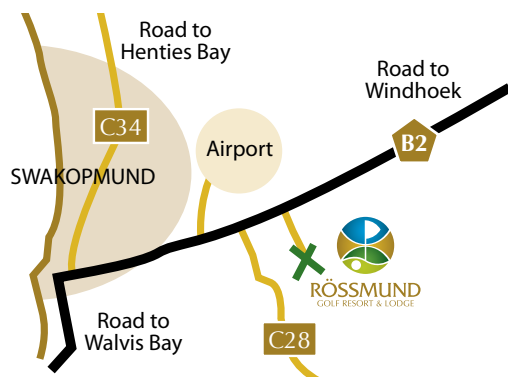 Road to
Henties Bay
Road to
Windhoek
C34
B2
Airport
SWAKOPMUND
RÖSSMUND
GOLF RESORT & LODGE
Road to
Walvis Bay
C28